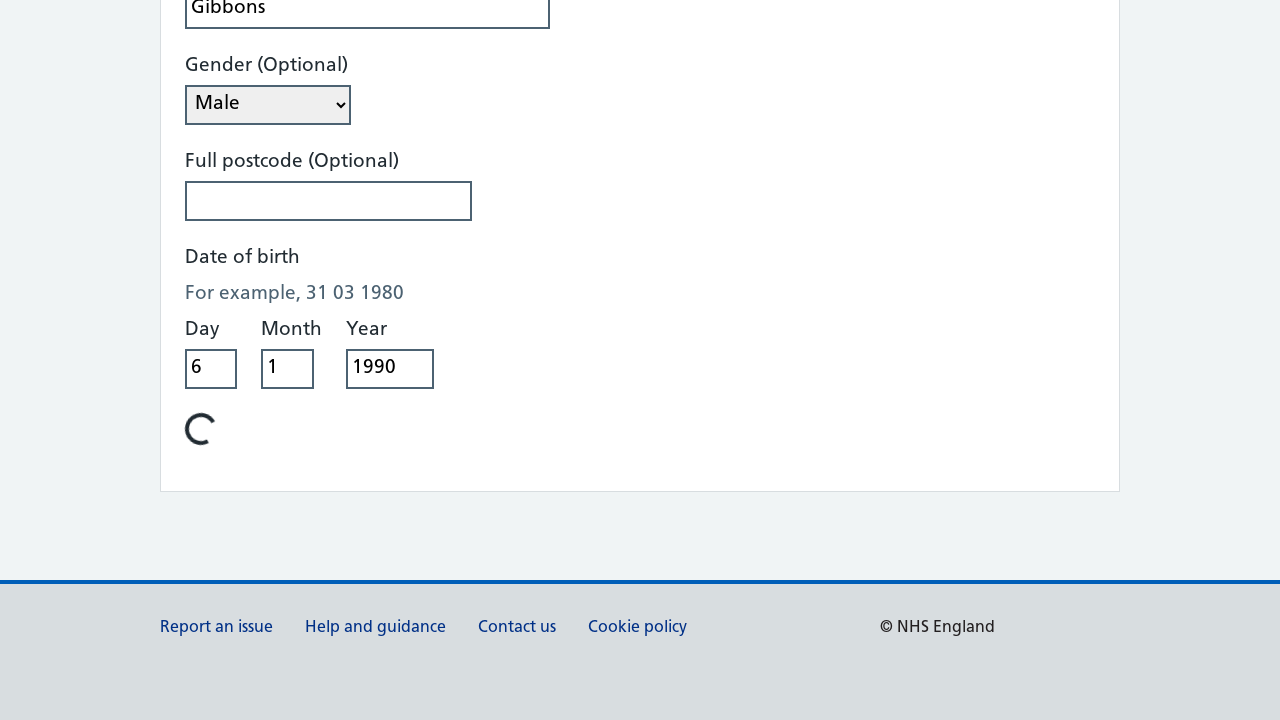 Gibbons
Gender (Optional)
Male
Full postcode (Optional)
Date of birth
For example, 31 03 1980
Day Month Year
6 1 1990
Report an issue Help and guidance Contact us Cookie policy © NHS England